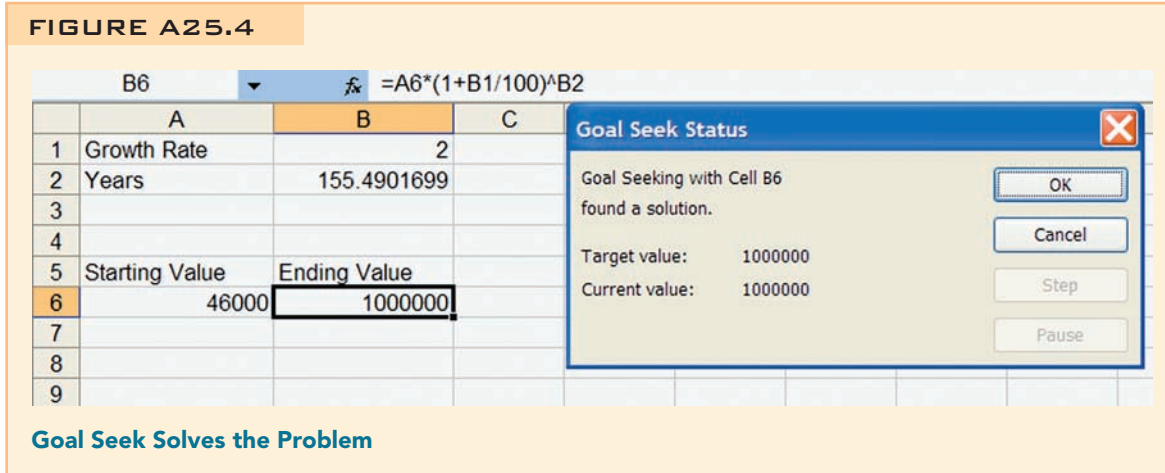 FIGURE A25.4
B6 fx =A6*(1+B1/100)^B2
A B C
1 Growth Rate 2
2 Years 155.4901699
3
4
5 Starting Value Ending Value
6 46000 1000000
7
8
9
Goal Seek Status
Goal Seeking with Cell B6
found a solution.
Target value: 1000000
Current value: 1000000
OK
Cancel
Step
Pause
Goal Seek Solves the Problem